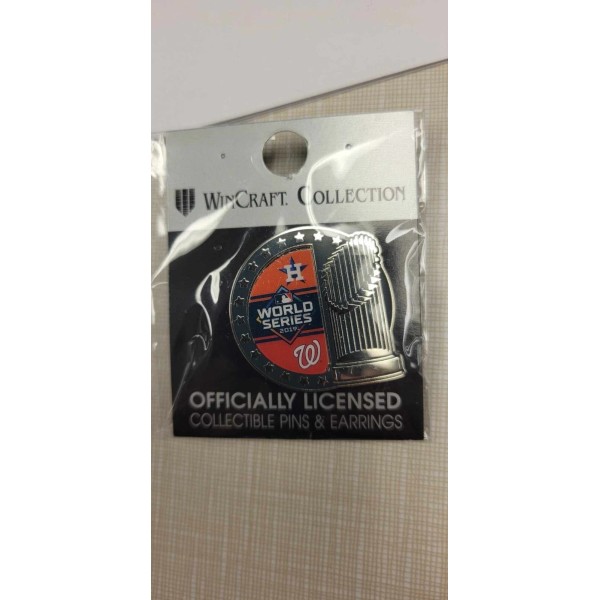 WINCRAFT. COLLECTION
H
WORLD
SERIES
2019
W
OFFICIALLY LICENSED
COLLECTIBLE PINS & EARRINGS